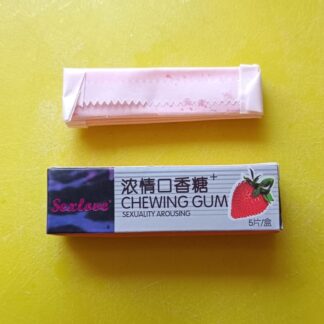 Sexlove
浓情口香糖+
CHEWING GUM
SEXUALITY AROUSING
5片/盒